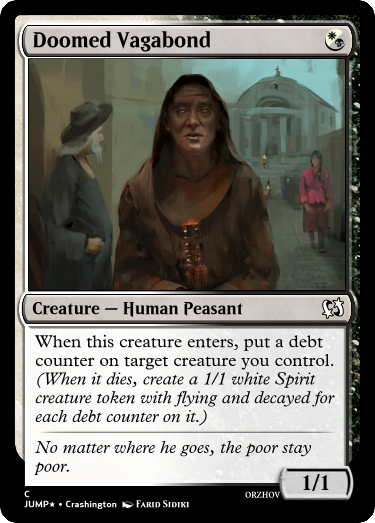 Doomed Vagabond
Creature — Human Peasant
When this creature enters, put a debt
counter on target creature you control.
(When it dies, create a 1/1 white Spirit
creature token with flying and decayed for
each debt counter on it.)
No matter where he goes, the poor stay
poor.
1/1
C
ORZHOV
JUMP★ • Crashington Farid Sidiki